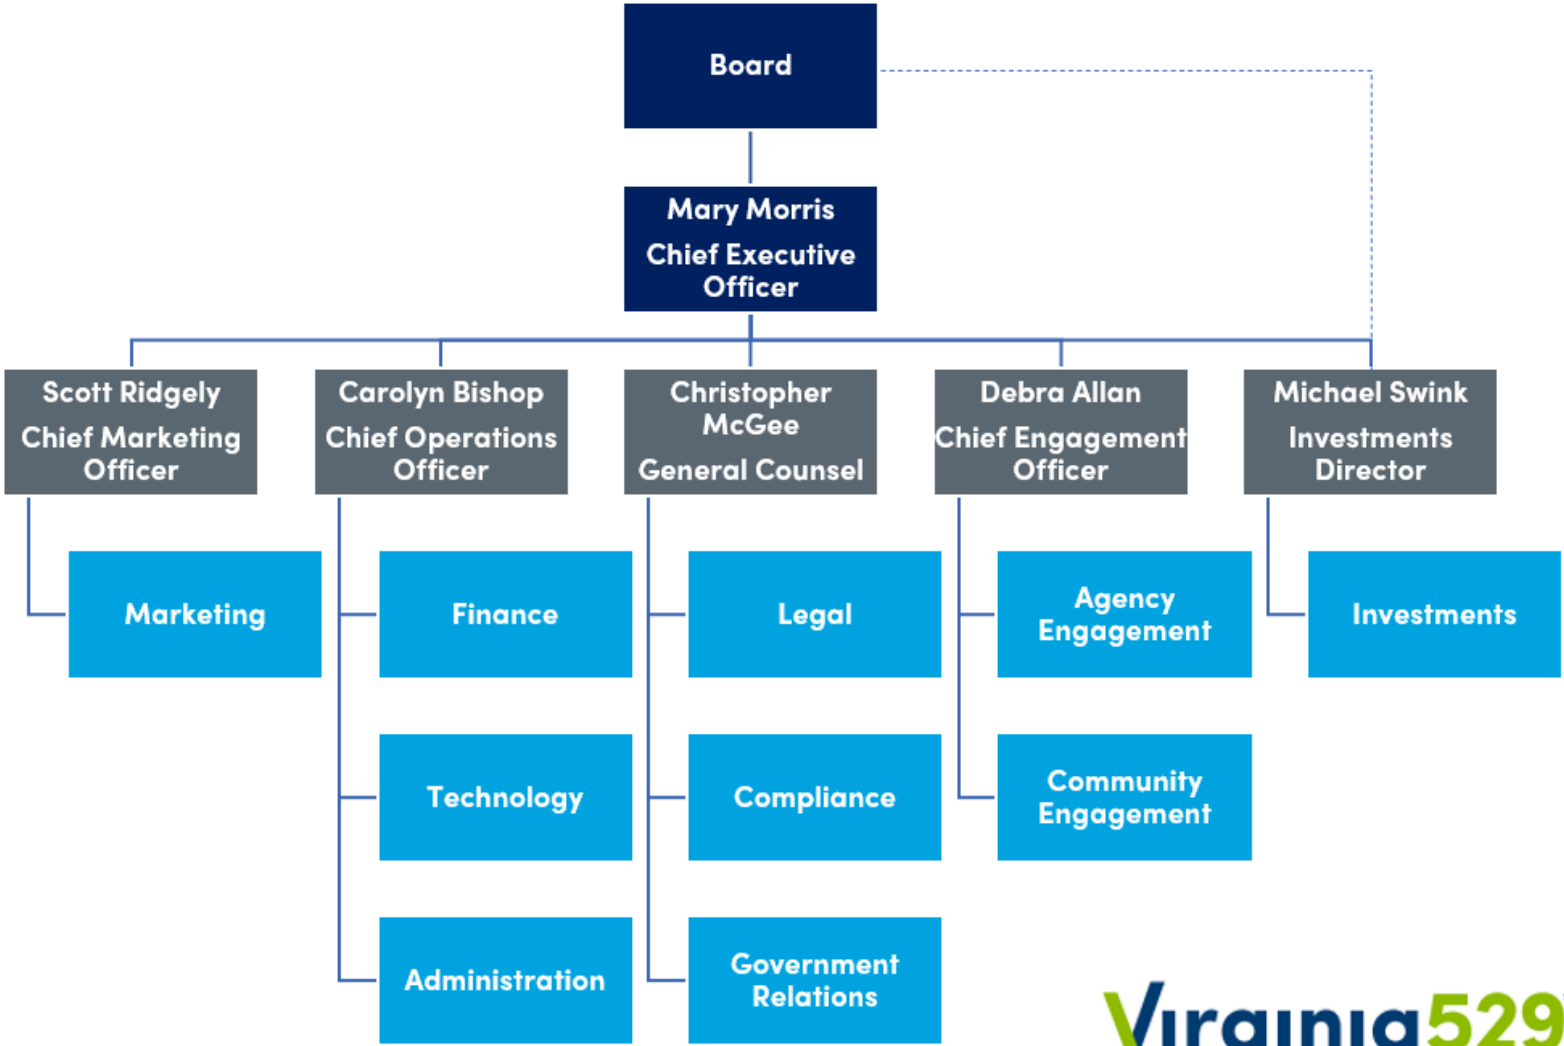 Board
Mary Morris
Chief Executive
Officer
Scott Ridgely
Chief Marketing
Officer
Carolyn Bishop
Chief Operations
Officer
Christopher
McGee
General Counsel
Debra Allan
Chief Engagement
Officer
Michael Swink
Investments
Director
Marketing
Finance
Legal
Agency
Engagement
Investments
Technology
Compliance
Community
Engagement
Administration
Government
Relations
Virginia529